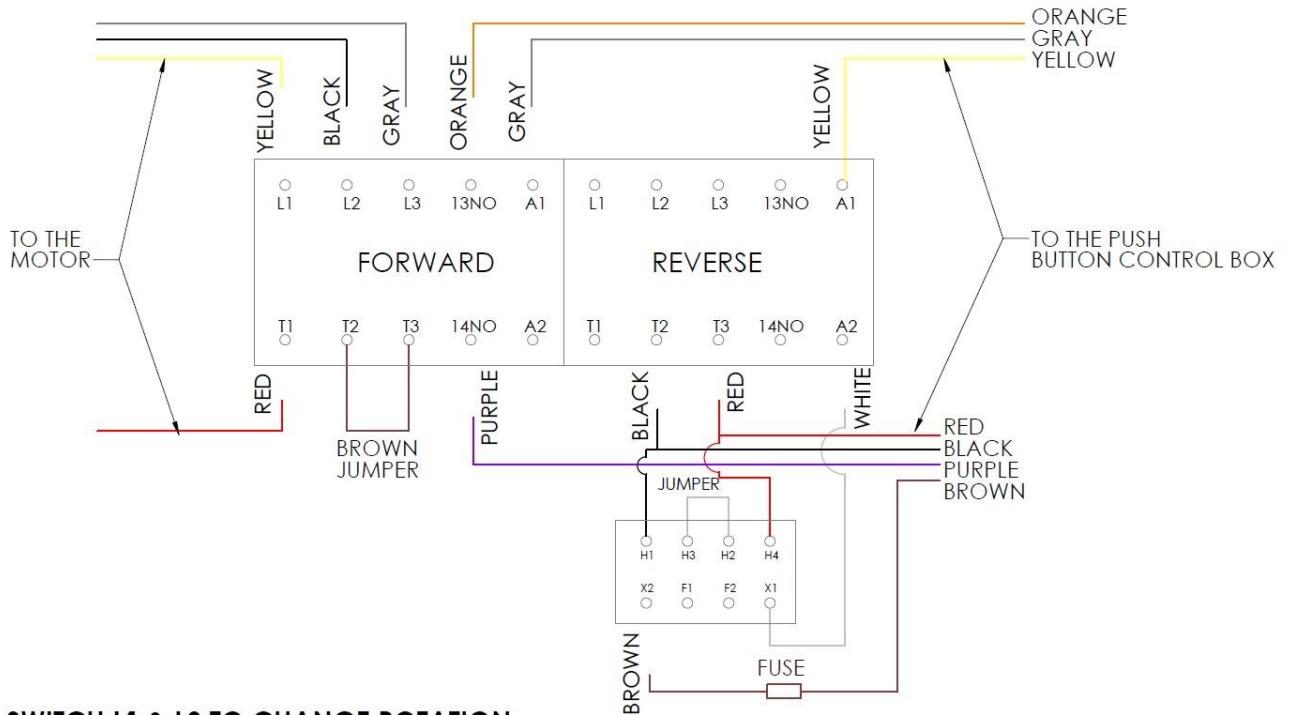 ORANGE
GRAY
YELLOW
YELLOW
BLACK
GRAY
ORANGE
GRAY
YELLOW
L1 L2 L3 13NO A1 L1 L2 L3 13NO A1
TO THE
MOTOR
FORWARD REVERSE
TO THE PUSH
BUTTON CONTROL BOX
T1 T2 T3 14NO A2 T1 T2 T3 14NO A2
RED
BROWN
JUMPER
PURPLE
BLACK
RED
WHITE
RED
BLACK
PURPLE
BROWN
JUMPER
H1 H3 H2 H4
X2 F1 F2 X1
BROWN
FUSE